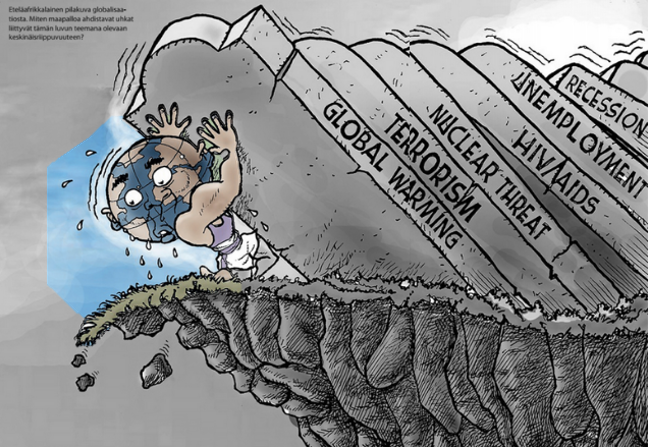 Eteläafrikkalainen pilakuva globalisaa-
tiosta. Miten maapalloa ahdistavat uhkat
liittyvät tämän luvun teemana olevaan
keskinäisriippuvuuteen?
GLOBAL WARMING
TERRORISM
NUCLEAR THREAT
HIV/AIDS
UNEMPLOYMENT
RECESSION